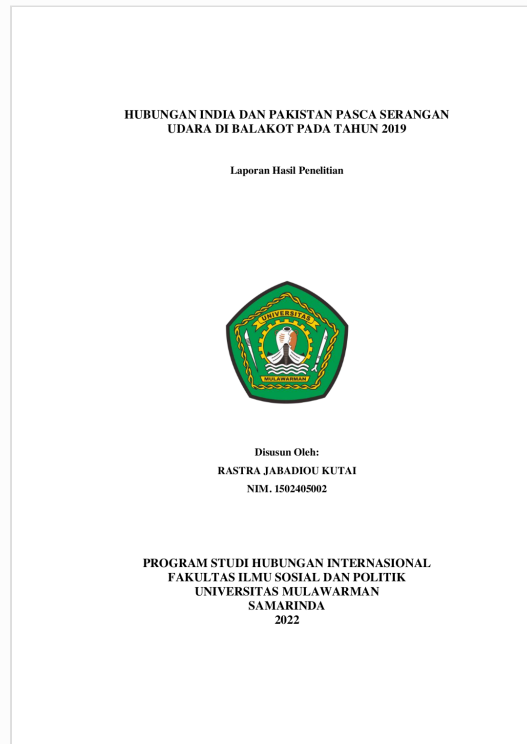 HUBUNGAN INDIA DAN PAKISTAN PASCA SERANGAN
UDARA DI BALAKOT PADA TAHUN 2019
Laporan Hasil Penelitian
UNIVERSITAS
MULAWARMAN
Disusun Oleh:
RASTRA JABADIOU KUTAI
NIM. 1502405002
PROGRAM STUDI HUBUNGAN INTERNASIONAL
FAKULTAS ILMU SOSIAL DAN POLITIK
UNIVERSITAS MULAWARMAN
SAMARINDA
2022